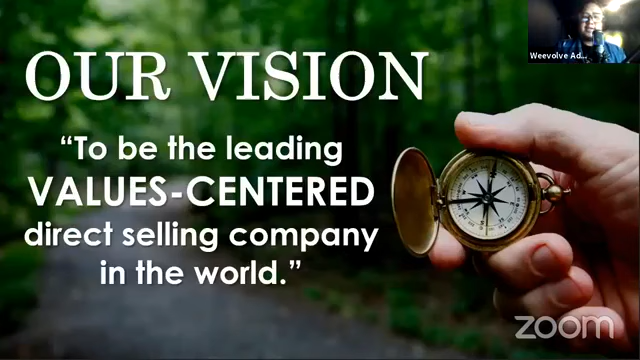 OUR VISION
“To be the leading
VALUES-CENTERED
direct selling company
in the world.”
Weevolve Ad...
zoom